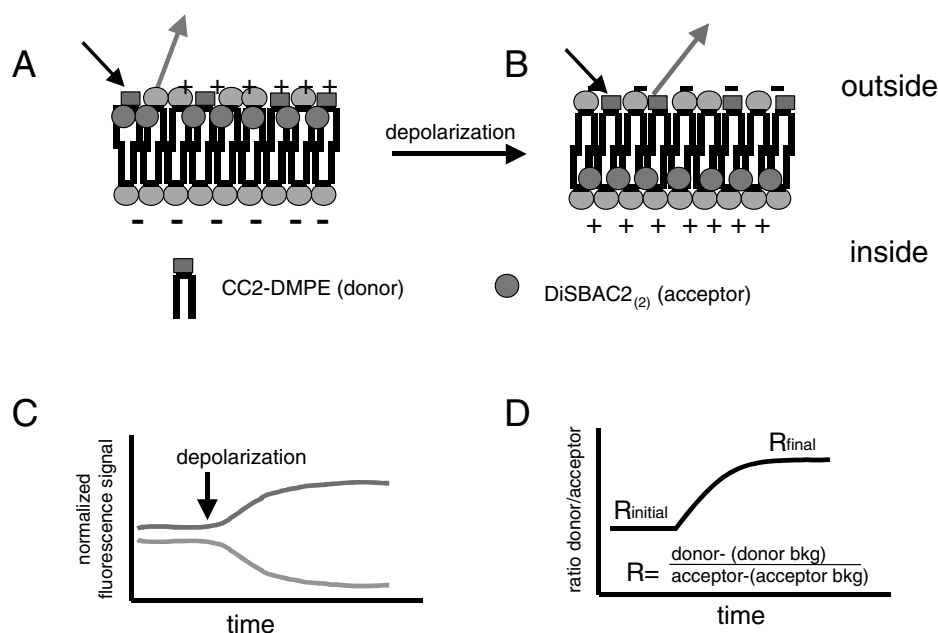 A
B
+ + + + + +
- - - - -
outside
depolarization
- - - - - -
+ + + + + + +
inside
CC2-DMPE (donor)
DiSBAC2(2) (acceptor)
C
D
normalized
fluorescence signal
depolarization
time
ratio donor/acceptor
Rinitial
Rfinal
R= donor- (donor bkg)
acceptor-(acceptor bkg)
time